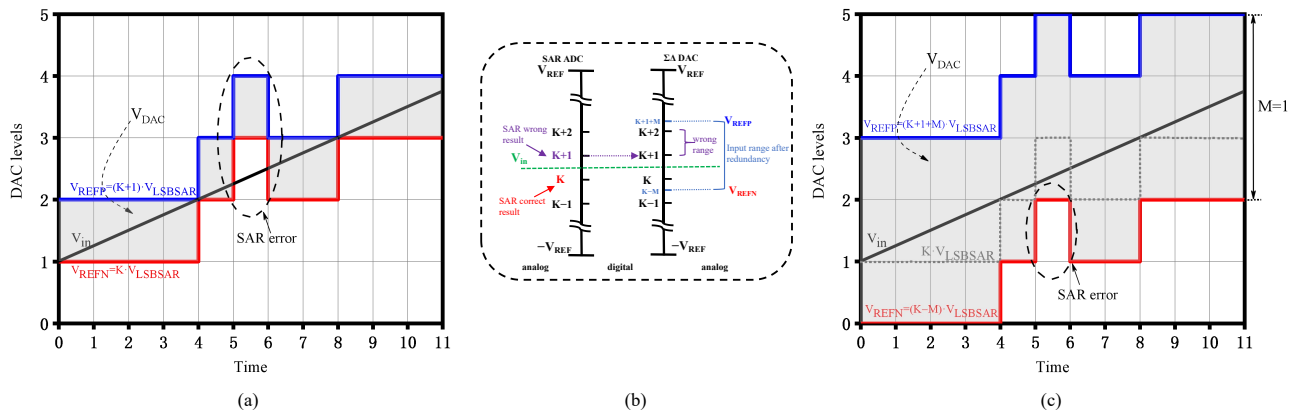 5
4
3
2
1
0
DAC levels
V_DAC
V_REFP=(K+1)·V_LSBSAR
V_in
V_REFN=K·V_LSBSAR
SAR error
0 1 2 3 4 5 6 7 8 9 10 11
Time
(a)
SAR ADC
V_REF
ΣΔ DAC
V_REF
K+2
SAR wrong
result
K+1
V_in
K
SAR correct
result
K−1
−V_REF
K+1+M
K+2
K+1
K
K−M
K−1
−V_REF
V_REFP
wrong
range
Input range after
redundancy
V_REFN
analog
digital
analog
(b)
5
4
3
2
1
0
DAC levels
V_DAC
V_REFP=(K+1+M)·V_LSBSAR
V_in
K·V_LSBSAR
V_REFN=(K−M)·V_LSBSAR
SAR error
M=1
0 1 2 3 4 5 6 7 8 9 10 11
Time
(c)